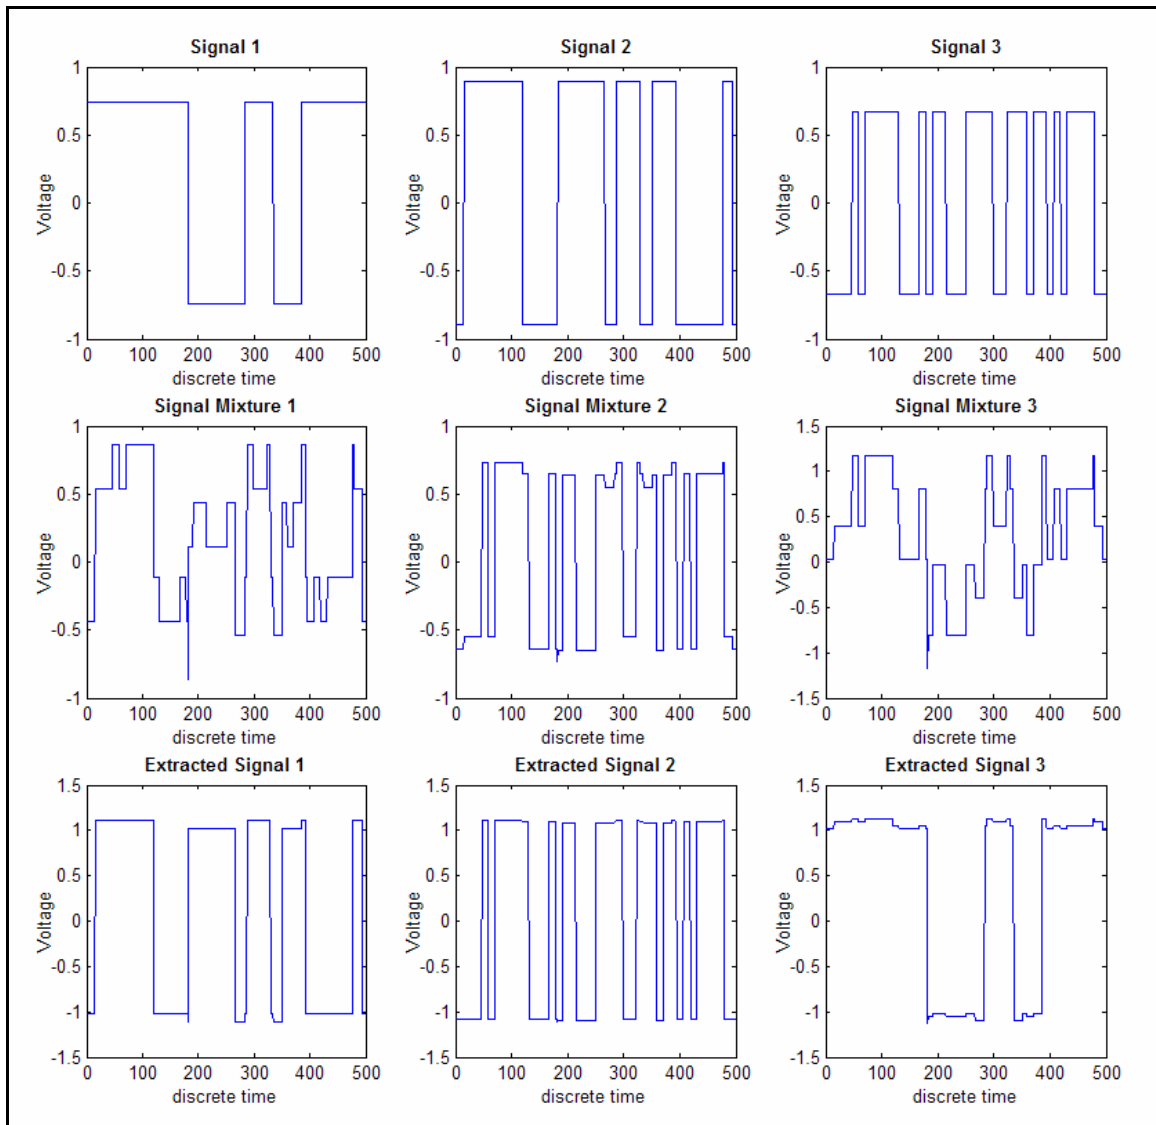 Signal 1
1
0.5
0
-0.5
-1
Voltage
0 100 200 300 400 500
discrete time
Signal 2
1
0.5
0
-0.5
-1
Voltage
0 100 200 300 400 500
discrete time
Signal 3
1
0.5
0
-0.5
-1
Voltage
0 100 200 300 400 500
discrete time
Signal Mixture 1
1
0.5
0
-0.5
-1
Voltage
0 100 200 300 400 500
discrete time
Signal Mixture 2
1
0.5
0
-0.5
-1
Voltage
0 100 200 300 400 500
discrete time
Signal Mixture 3
1.5
1
0.5
0
-0.5
-1
-1.5
Voltage
0 100 200 300 400 500
discrete time
Extracted Signal 1
1.5
1
0.5
0
-0.5
-1
-1.5
Voltage
0 100 200 300 400 500
discrete time
Extracted Signal 2
1.5
1
0.5
0
-0.5
-1
-1.5
Voltage
0 100 200 300 400 500
discrete time
Extracted Signal 3
1.5
1
0.5
0
-0.5
-1
-1.5
Voltage
0 100 200 300 400 500
discrete time